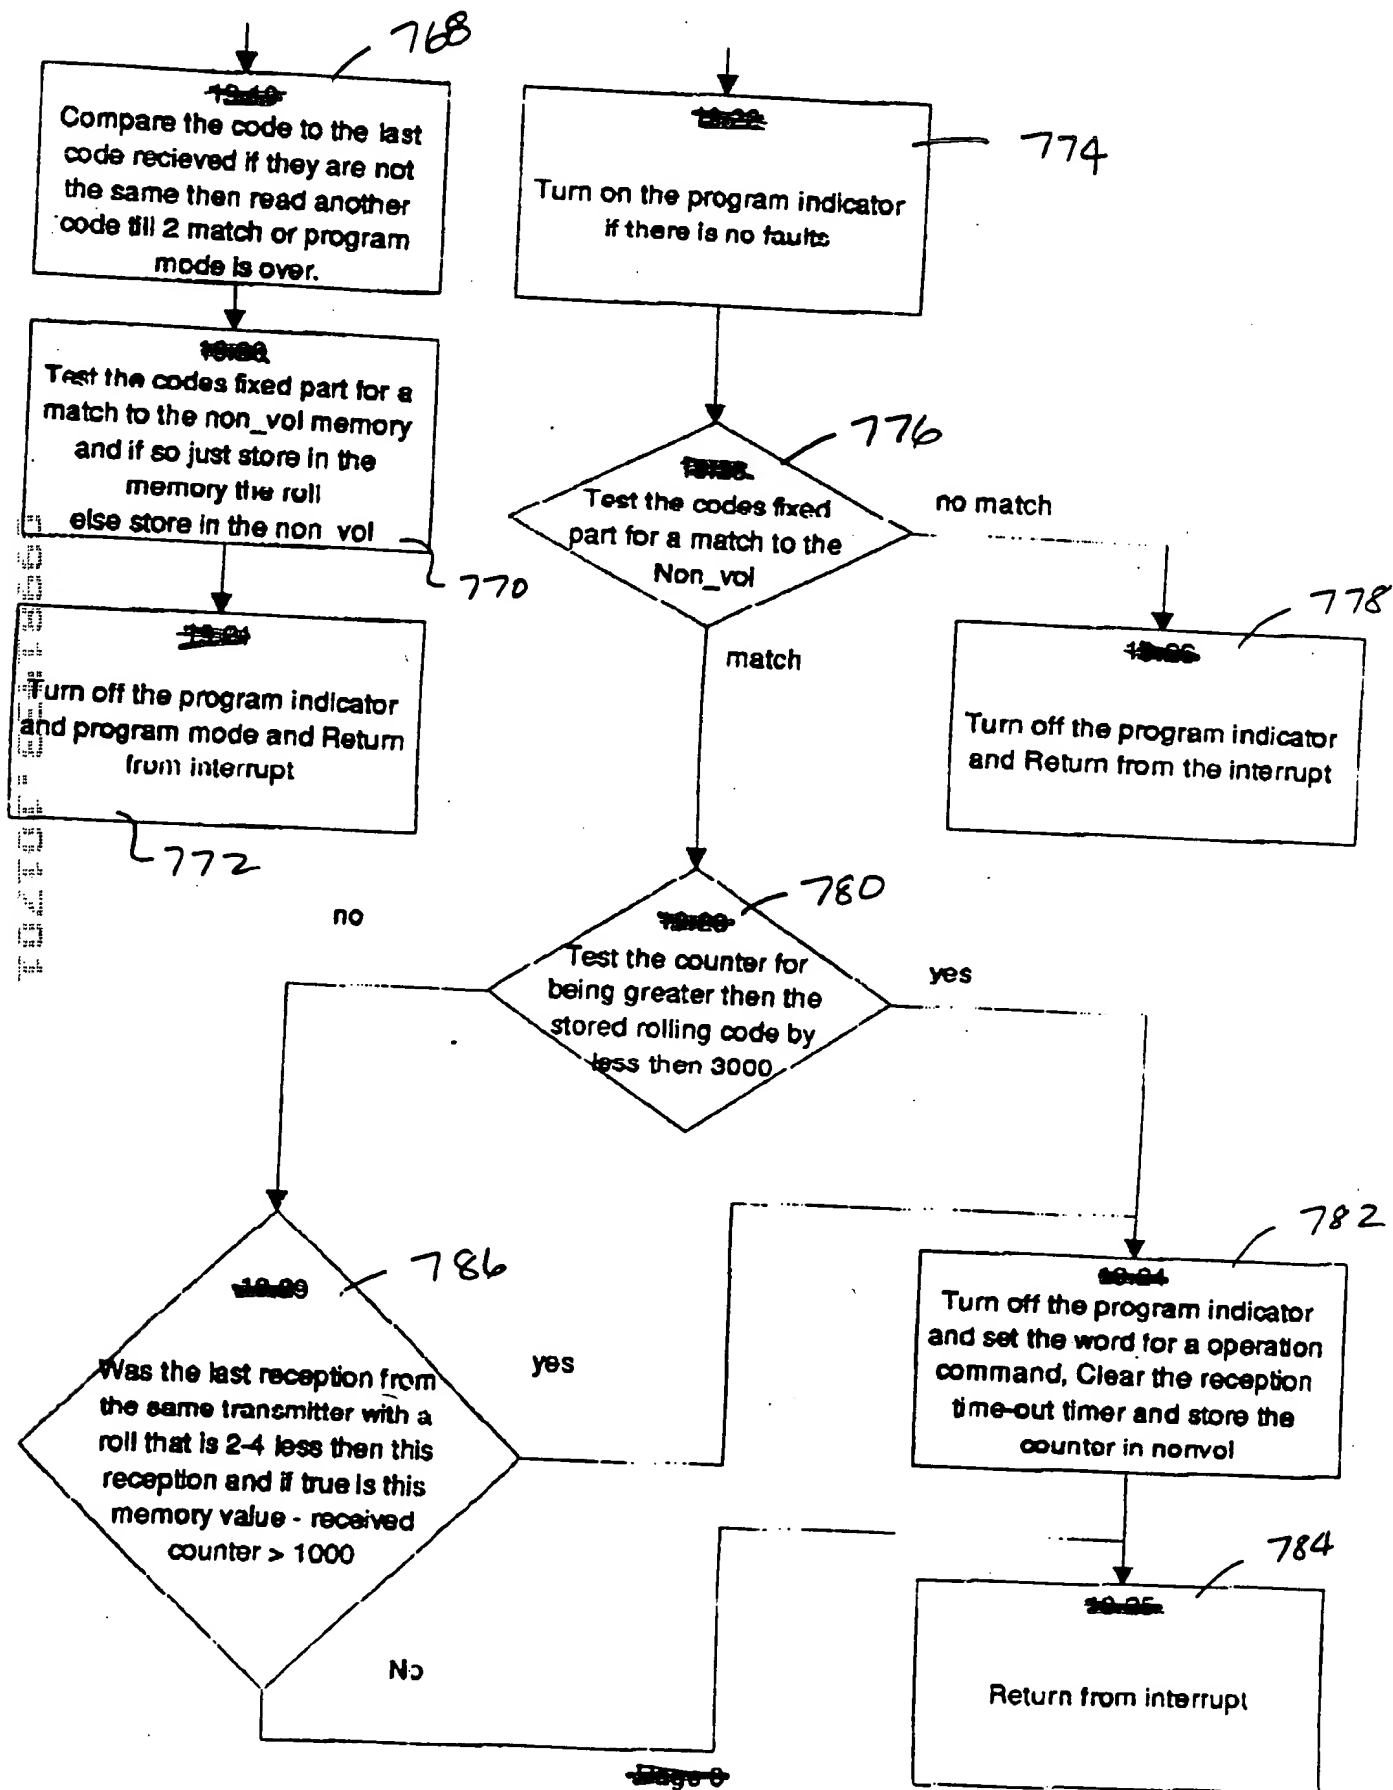 768
Compare the code to the last
code recieved if they are not
the same then read another
code till 2 match or program
mode is over.
Test the codes fixed part for a
match to the non_vol memory
and if so just store in the
memory the roll
else store in the non_vol
770
Turn off the program indicator
and program mode and Return
from interrupt
772
774
Turn on the program indicator
if there is no faults
776
Test the codes fixed
part for a match to the
Non_vol
no match
match
778
Turn off the program indicator
and Return from the interrupt
780
Test the counter for
being greater then the
stored rolling code by
less then 3000
no
yes
786
Was the last reception from
the same transmitter with a
roll that is 2-4 less then this
reception and if true is this
memory value - received
counter > 1000
yes
No
782
Turn off the program indicator
and set the word for a operation
command, Clear the reception
time-out timer and store the
counter in nonvol
784
Return from interrupt